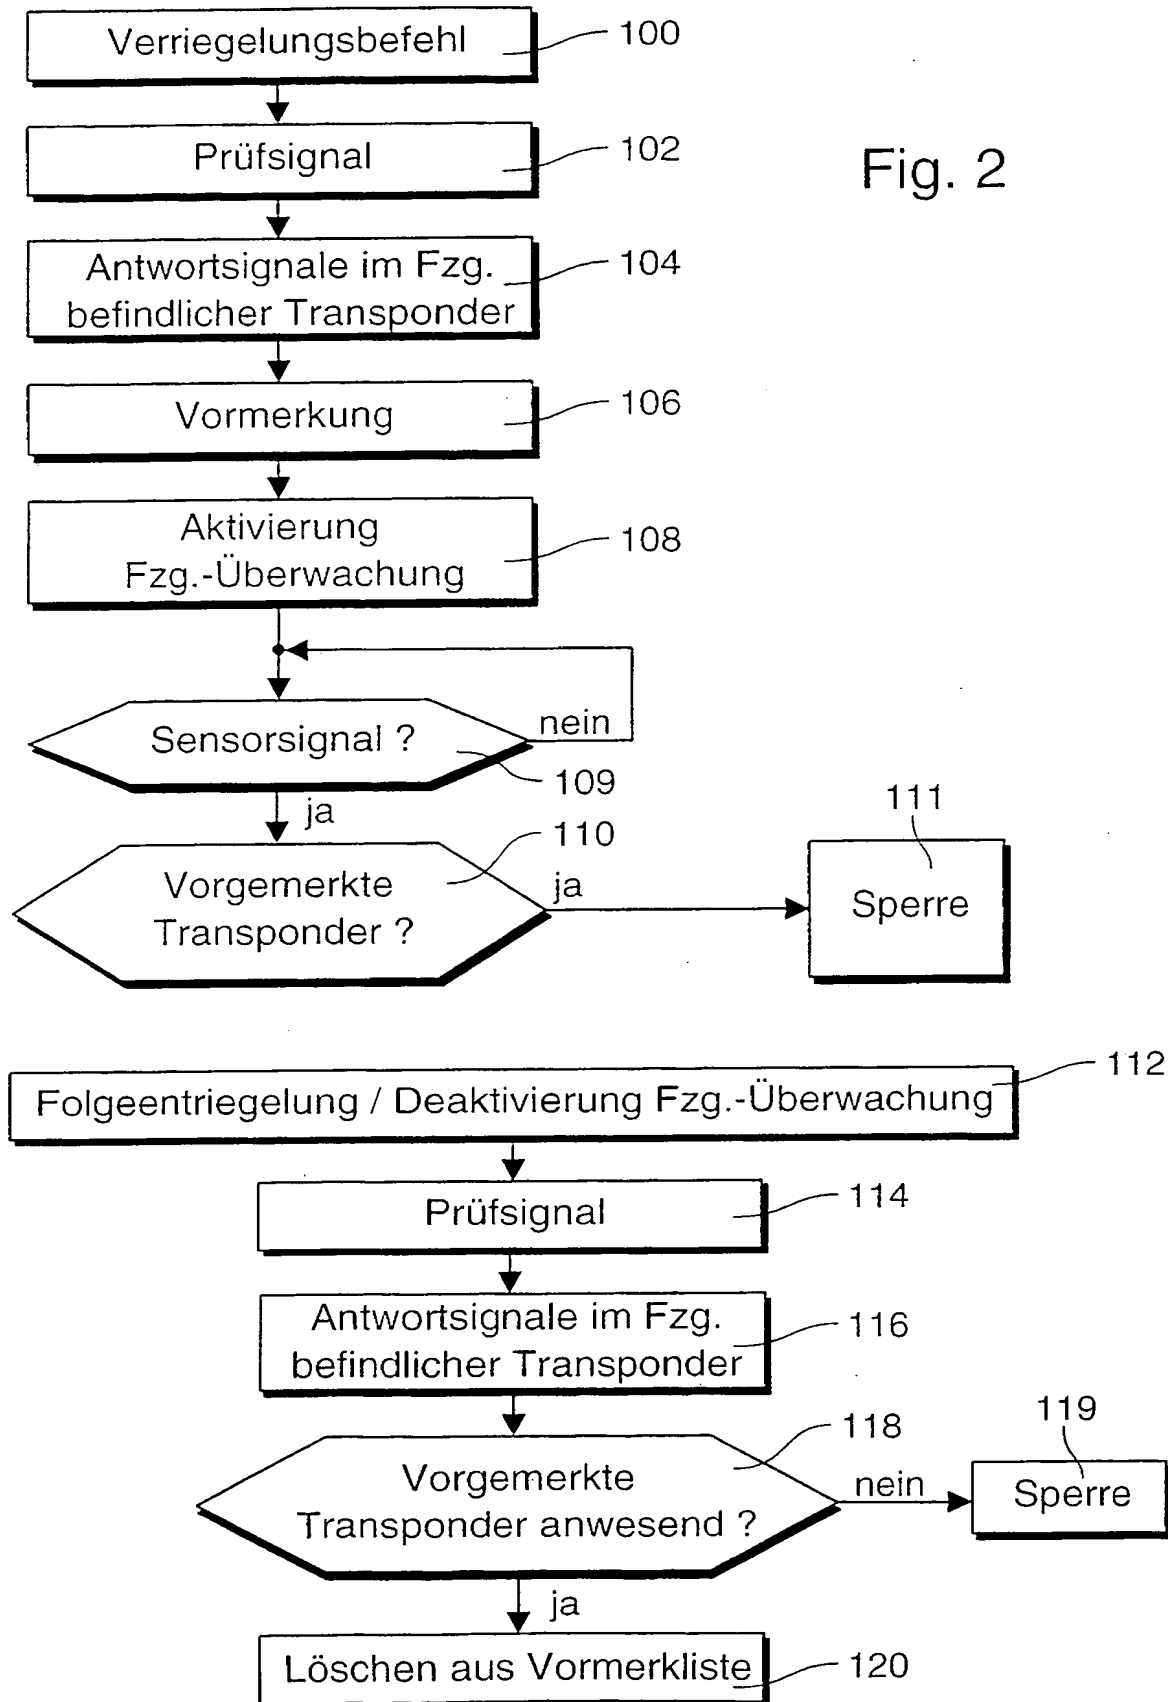 Verriegelungsbefehl
100
Prüfsignal
102
Fig. 2
Antwortsignale im Fzg.
befindlicher Transponder
104
Vormerkung
106
Aktivierung
Fzg.-Überwachung
108
Sensorsignal ?
nein
109
ja
110
111
Vorgemerkte
Transponder ?
ja
Sperre
112
Folgeentriegelung / Deaktivierung Fzg.-Überwachung
Prüfsignal
114
Antwortsignale im Fzg.
befindlicher Transponder
116
118
119
Vorgemerkte
Transponder anwesend ?
nein
Sperre
ja
Löschen aus Vormerkliste
120